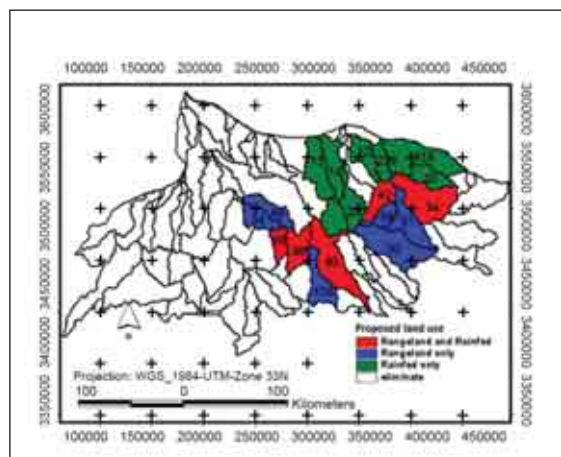 100000 150000 200000 250000 300000 350000 400000 450000
3600000 3600000
3550000 3550000
3500000 3500000
3450000 3450000
3400000 3400000
3350000 3350000
Proposed land use
Rangeland and Rainfed
Rangeland only
Rainfed only
eliminate
Projection: WGS_1984-UTM-Zone 33N
100 0 100
Kilometers
100000 150000 200000 250000 300000 350000 400000 450000